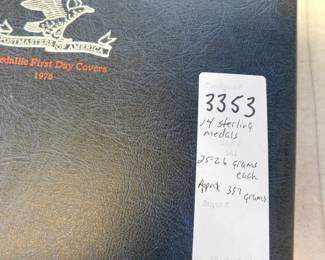 POSTMASTERS OF AMERICA
Medallic First Day Covers
1976
3353
14 sterling
medals
25-26 grams
each
Approx 357 grams